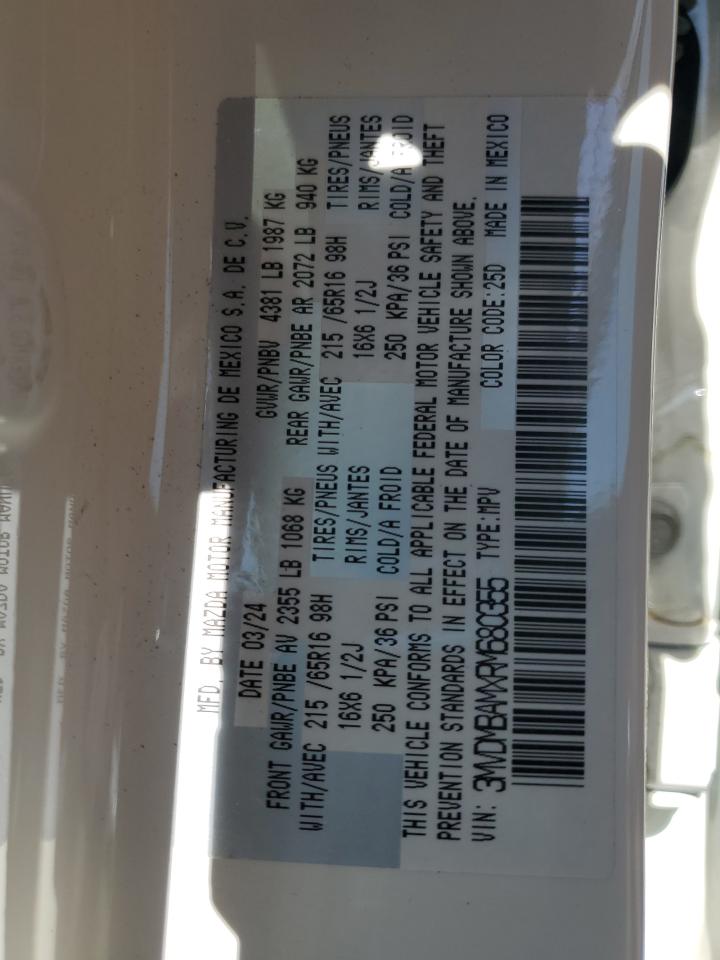 MFD. BY MAZDA MOTOR MANUFACTURING DE MEXICO S.A. DE C.V.
DATE 03/24 GVWR/PNBV 4381 LB 1987 KG
FRONT GAWR/PNBE AV 2355 LB 1068 KG REAR GAWR/PNBE AR 2072 LB 940 KG
WITH/AVEC 215 /65R16 98H TIRES/PNEUS WITH/AVEC 215 /65R16 98H TIRES/PNEUS
16X6 1/2J RIMS/JANTES 16X6 1/2J RIMS/JANTES
250 KPA/36 PSI COLD/A FROID 250 KPA/36 PSI COLD/A FROID
THIS VEHICLE CONFORMS TO ALL APPLICABLE FEDERAL MOTOR VEHICLE SAFETY AND THEFT
PREVENTION STANDARDS IN EFFECT ON THE DATE OF MANUFACTURE SHOWN ABOVE.
VIN: 3MVDMBAMXRM680355 TYPE:MPV COLOR CODE:25D MADE IN MEXICO